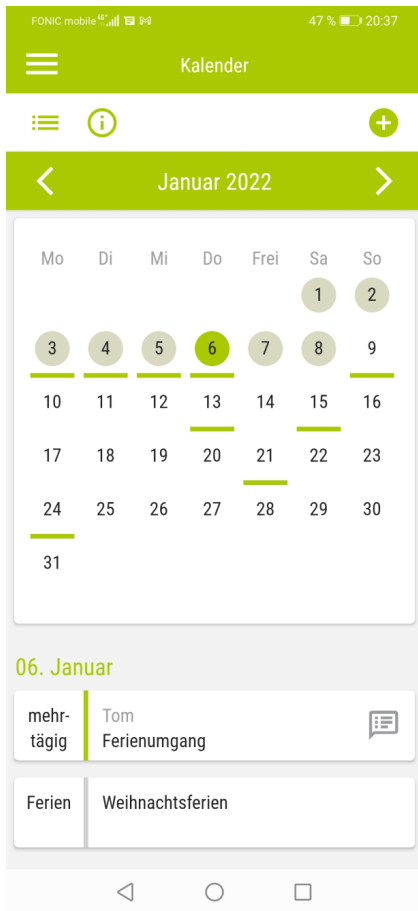 FONIC mobile 47 % 20:37
Kalender
Januar 2022
Mo Di Mi Do Frei Sa So
1 2
3 4 5 6 7 8 9
10 11 12 13 14 15 16
17 18 19 20 21 22 23
24 25 26 27 28 29 30
31
06. Januar
mehr-
tägig
Tom
Ferienumgang
Ferien
Weihnachtsferien